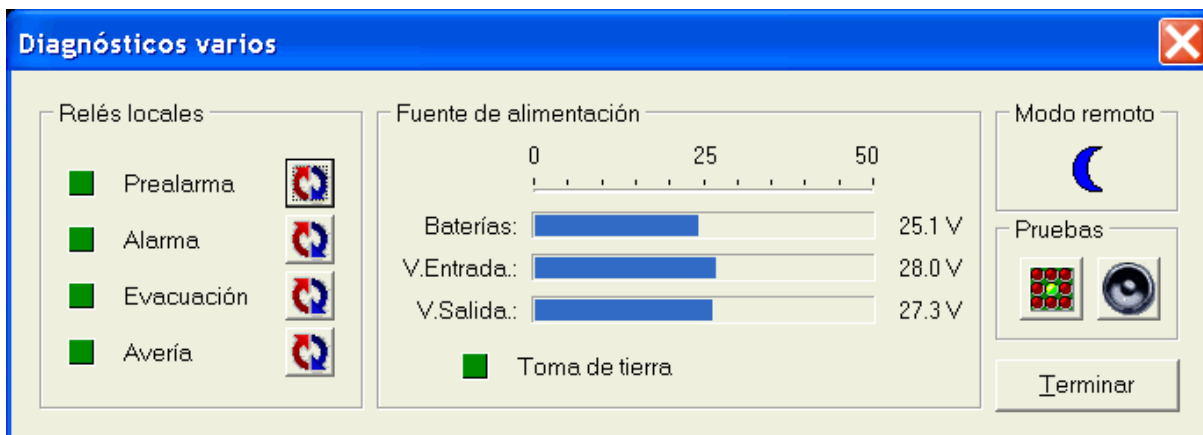 Diagnósticos varios
Relés locales
Prealarma
Alarma
Evacuación
Avería
Fuente de alimentación
0 25 50
Baterías: 25.1 V
V.Entrada.: 28.0 V
V.Salida.: 27.3 V
Toma de tierra
Modo remoto
Pruebas
Terminar